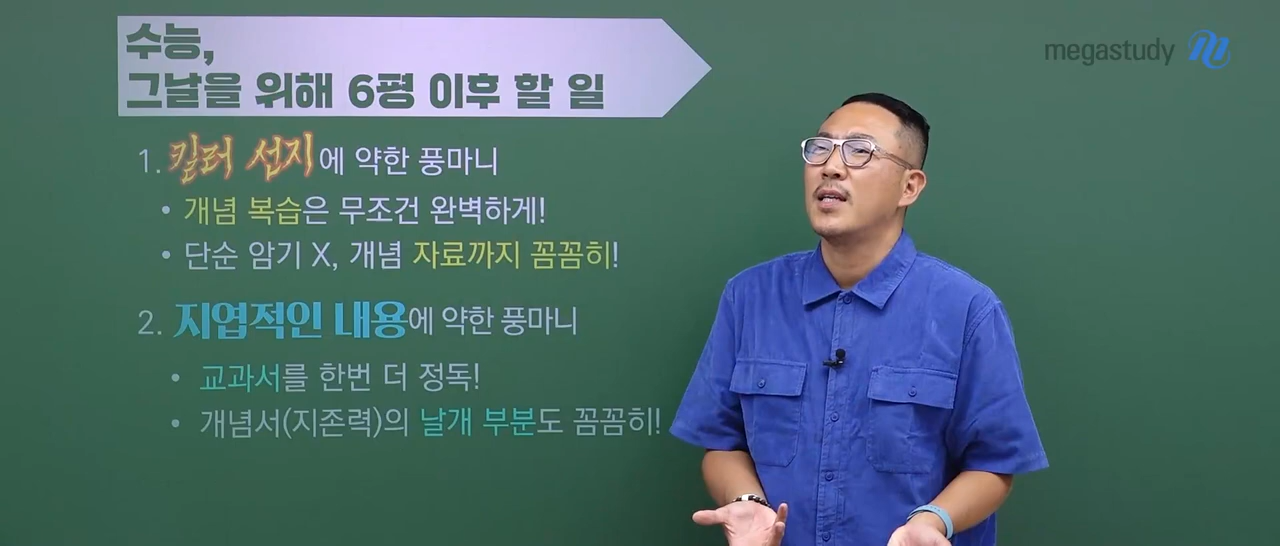 수능,
그날을 위해 6평 이후 할 일
megastudy
1. 킬러 선지에 약한 풍마니
• 개념 복습은 무조건 완벽하게!
• 단순 암기 X, 개념 자료까지 꼼꼼히!
2. 지엽적인 내용에 약한 풍마니
• 교과서를 한번 더 정독!
• 개념서(지존력)의 날개 부분도 꼼꼼히!